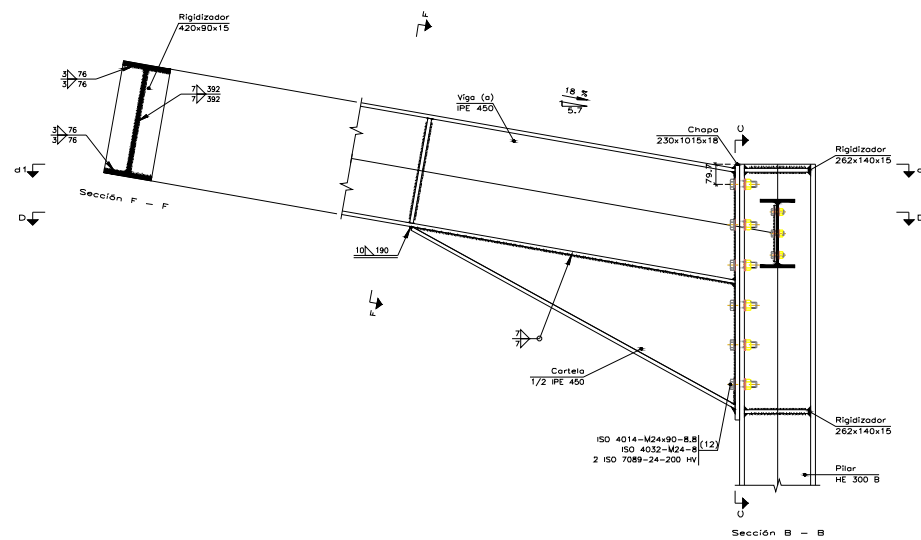 Rigidizador
420x90x15
3 76
3 76
7 392
7 392
3 76
3 76
Sección F - F
F
Viga (a)
IPE 450
18 %
5.7
Chapa
230x1015x18
C
79.7
Rigidizador
262x140x15
d1
D
D
10 190
F
7
7
Cartela
1/2 IPE 450
ISO 4014-M24x90-8.8
ISO 4032-M24-8
2 ISO 7089-24-200 HV
(12)
Rigidizador
262x140x15
Pilar
HE 300 B
C
Sección B - B